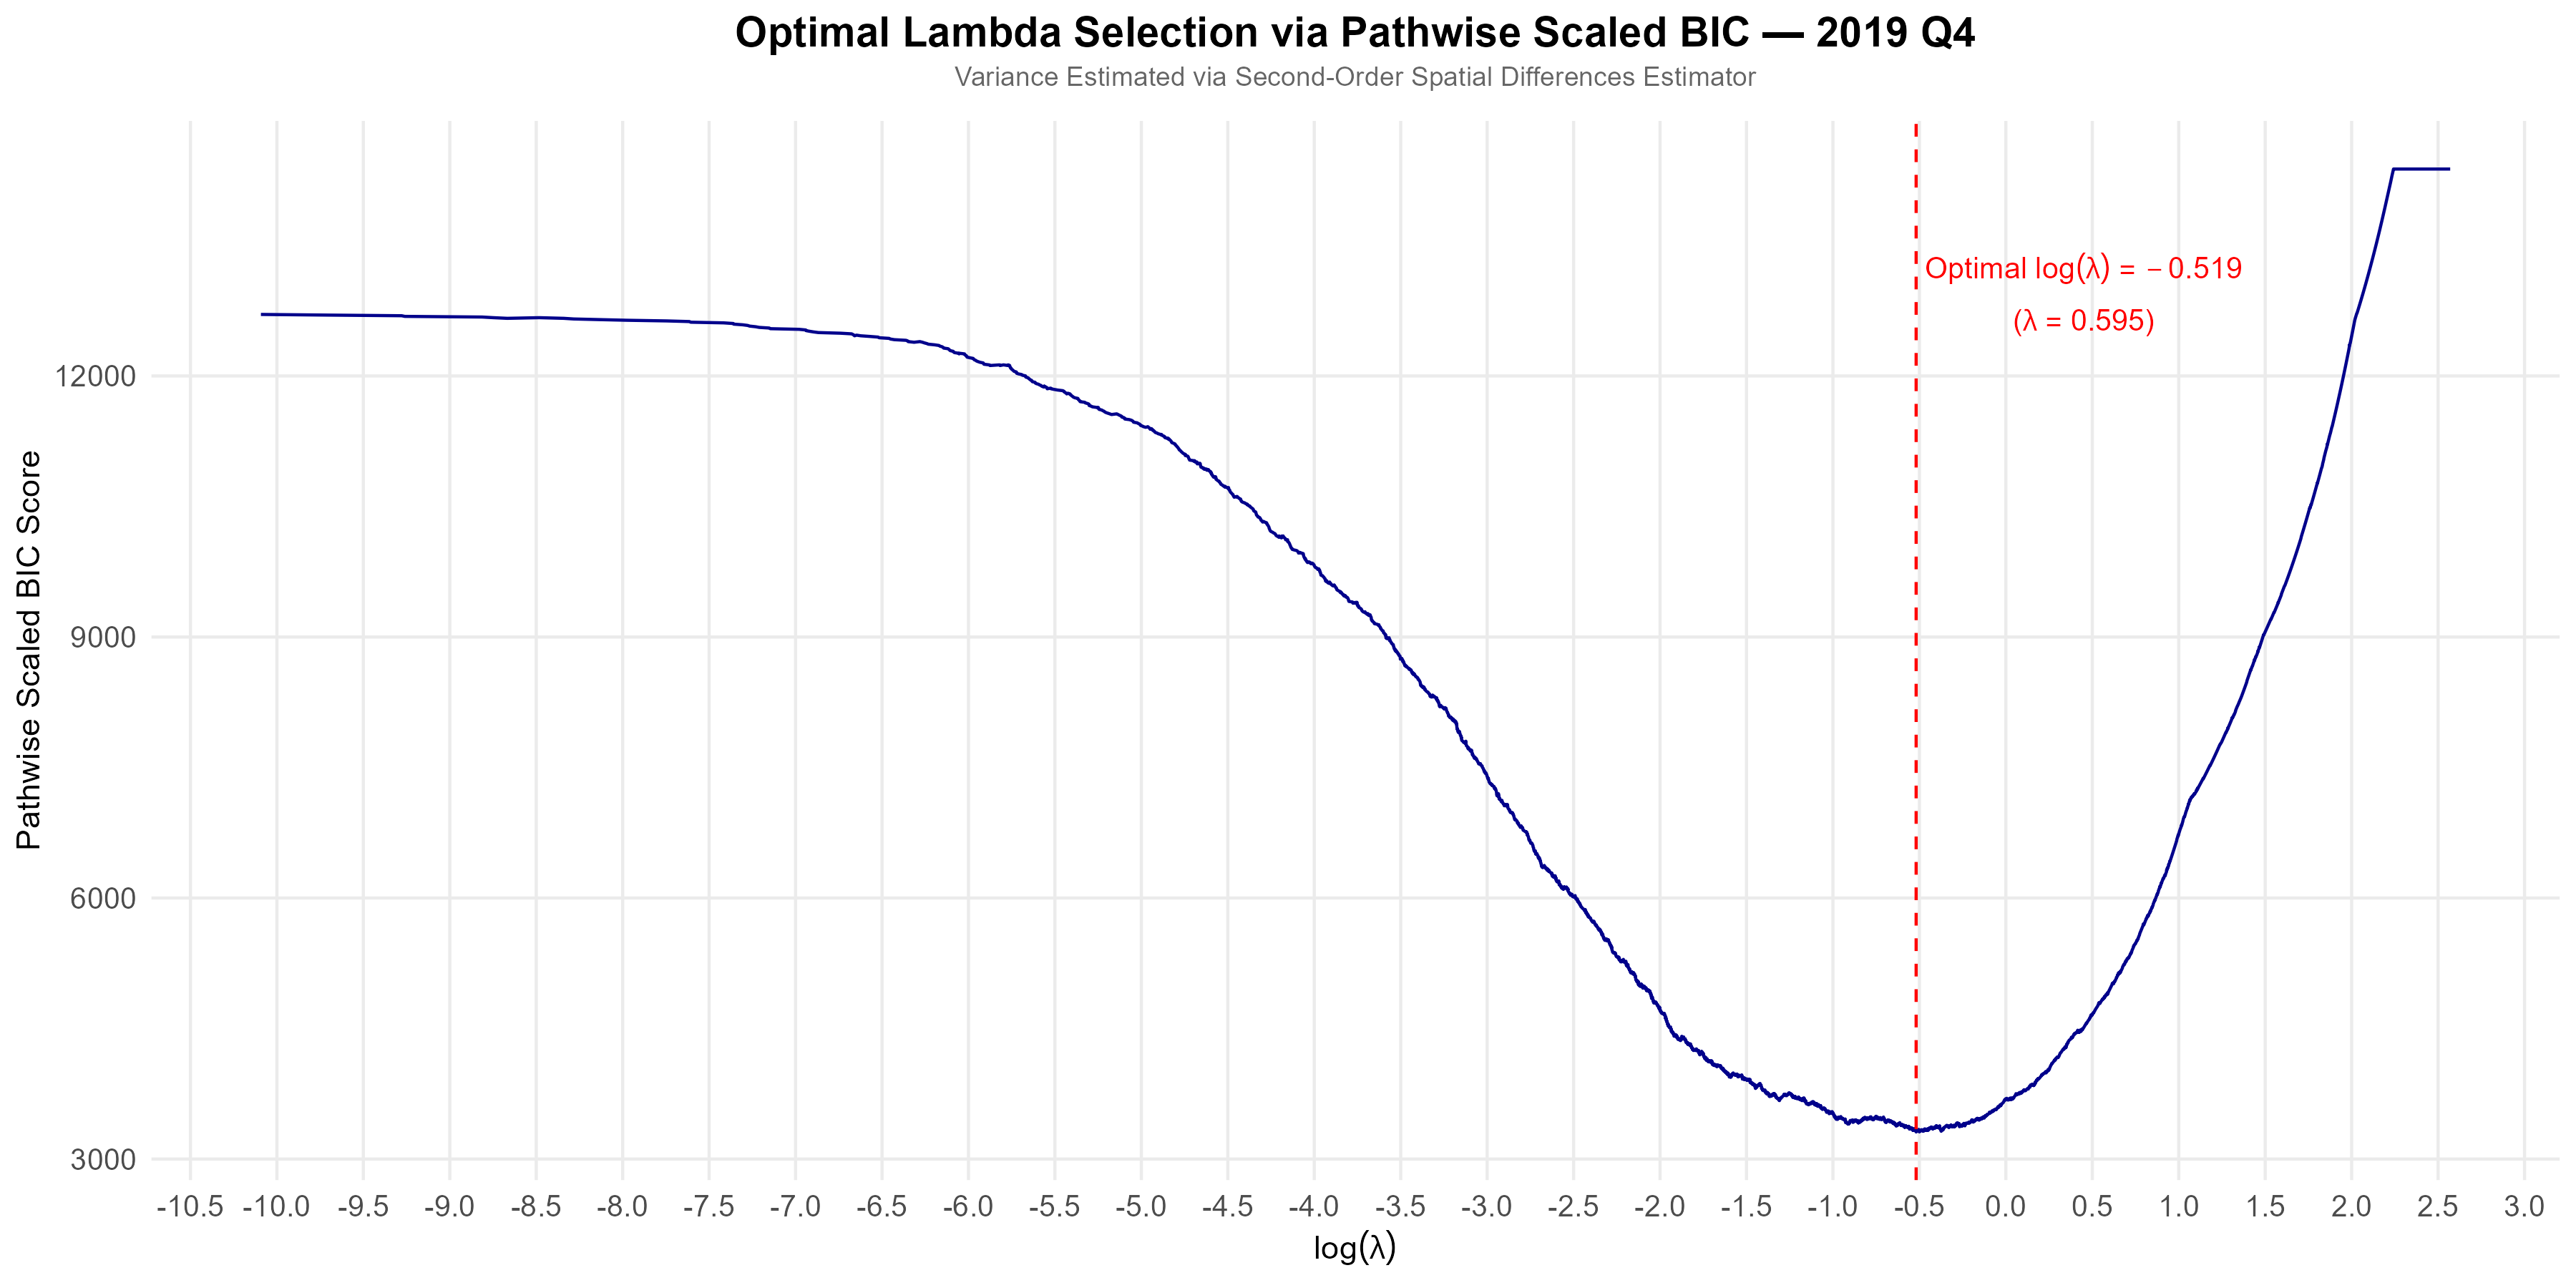 Optimal Lambda Selection via Pathwise Scaled BIC — 2019 Q4
Variance Estimated via Second-Order Spatial Differences Estimator
Optimal log(λ) = − 0.519
(λ = 0.595)
12000
9000
6000
3000
Pathwise Scaled BIC Score
-10.5 -10.0 -9.5 -9.0 -8.5 -8.0 -7.5 -7.0 -6.5 -6.0 -5.5 -5.0 -4.5 -4.0 -3.5 -3.0 -2.5 -2.0 -1.5 -1.0 -0.5 0.0 0.5 1.0 1.5 2.0 2.5 3.0
log(λ)